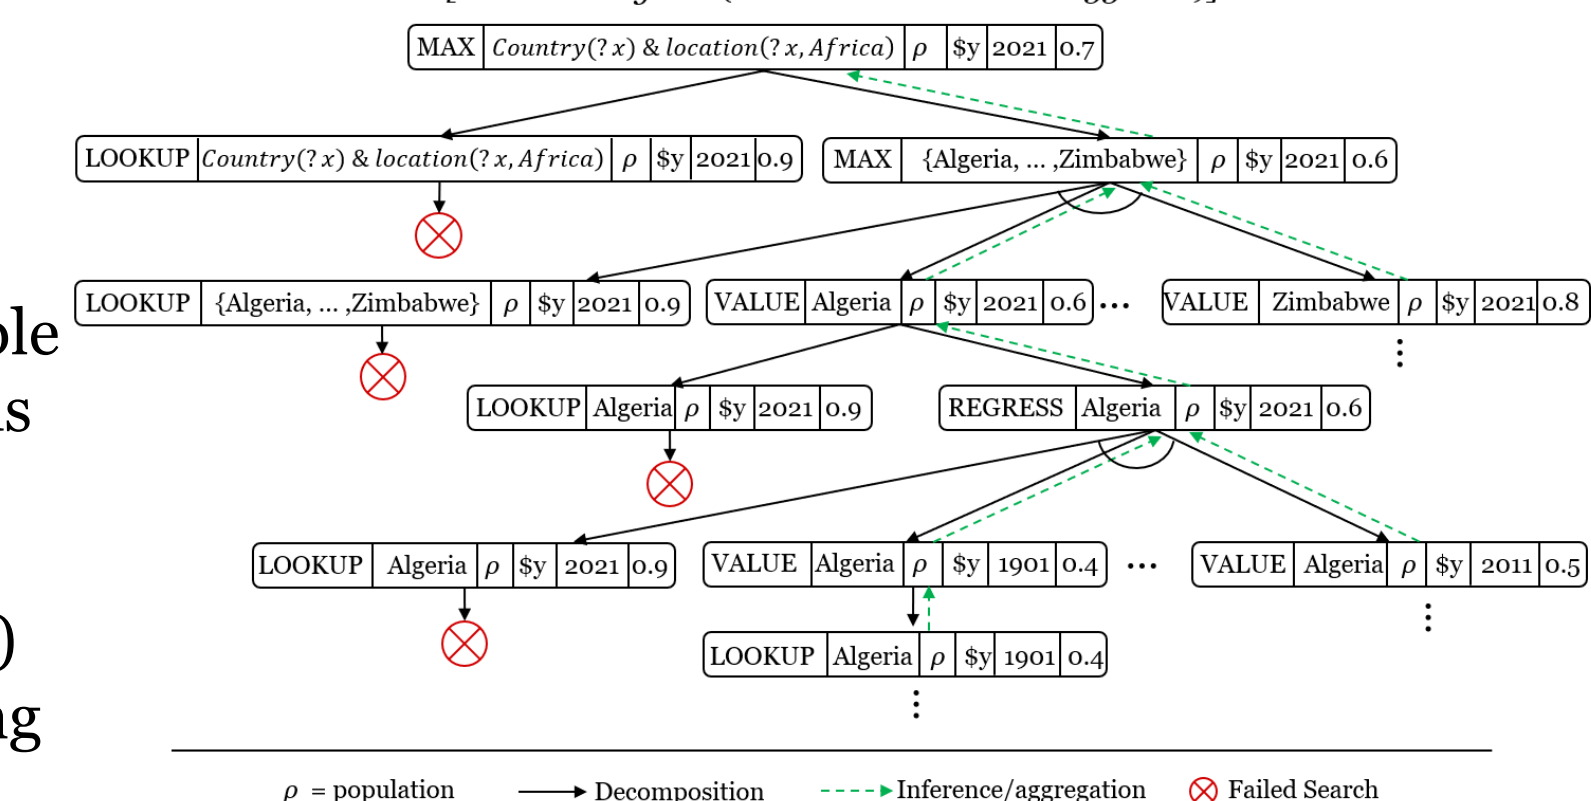 MAX Country(? x) & location(? x, Africa) ρ $y 2021 0.7
LOOKUP Country(? x) & location(? x, Africa) ρ $y 2021 0.9
MAX {Algeria, ... ,Zimbabwe} ρ $y 2021 0.6
LOOKUP {Algeria, ... ,Zimbabwe} ρ $y 2021 0.9
VALUE Algeria ρ $y 2021 0.6 ...
VALUE Zimbabwe ρ $y 2021 0.8
LOOKUP Algeria ρ $y 2021 0.9
REGRESS Algeria ρ $y 2021 0.6
LOOKUP Algeria ρ $y 2021 0.9
VALUE Algeria ρ $y 1901 0.4 ...
VALUE Algeria ρ $y 2011 0.5
LOOKUP Algeria ρ $y 1901 0.4
ρ = population
Decomposition
Inference/aggregation
Failed Search